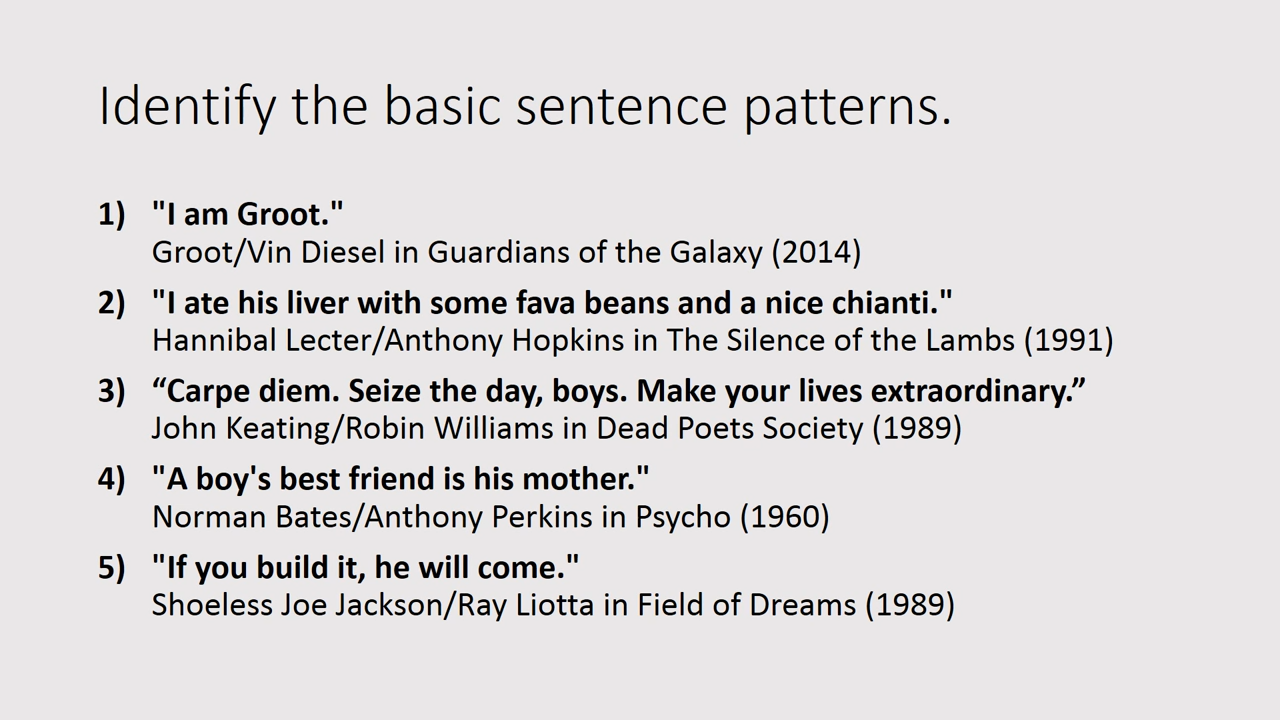 Identify the basic sentence patterns.
1) "I am Groot."
Groot/Vin Diesel in Guardians of the Galaxy (2014)
2) "I ate his liver with some fava beans and a nice chianti."
Hannibal Lecter/Anthony Hopkins in The Silence of the Lambs (1991)
3) “Carpe diem. Seize the day, boys. Make your lives extraordinary.”
John Keating/Robin Williams in Dead Poets Society (1989)
4) "A boy's best friend is his mother."
Norman Bates/Anthony Perkins in Psycho (1960)
5) "If you build it, he will come."
Shoeless Joe Jackson/Ray Liotta in Field of Dreams (1989)